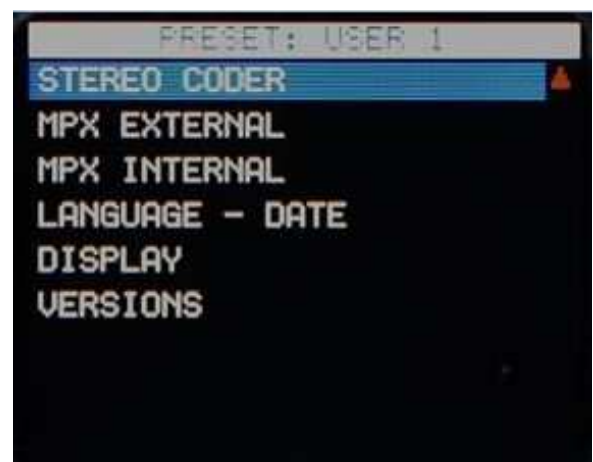 PRESET: USER 1
STEREO CODER
MPX EXTERNAL
MPX INTERNAL
LANGUAGE - DATE
DISPLAY
VERSIONS